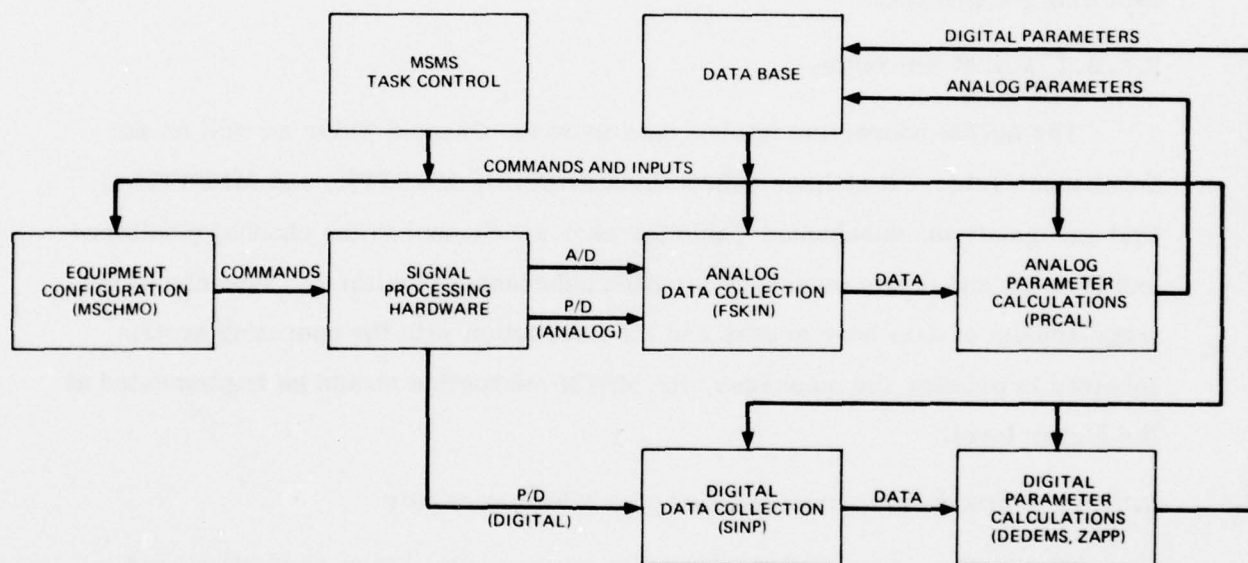 MSMS
TASK CONTROL
DATA BASE
DIGITAL PARAMETERS
ANALOG PARAMETERS
COMMANDS AND INPUTS
EQUIPMENT
CONFIGURATION
(MSCHMO)
COMMANDS
SIGNAL
PROCESSING
HARDWARE
A/D
P/D
(ANALOG)
ANALOG
DATA COLLECTION
(FSKIN)
DATA
ANALOG
PARAMETER
CALCULATIONS
(PRCAL)
P/D
(DIGITAL)
DIGITAL
DATA COLLECTION
(SINP)
DATA
DIGITAL
PARAMETER
CALCULATIONS
(DEDEMS, ZAPP)